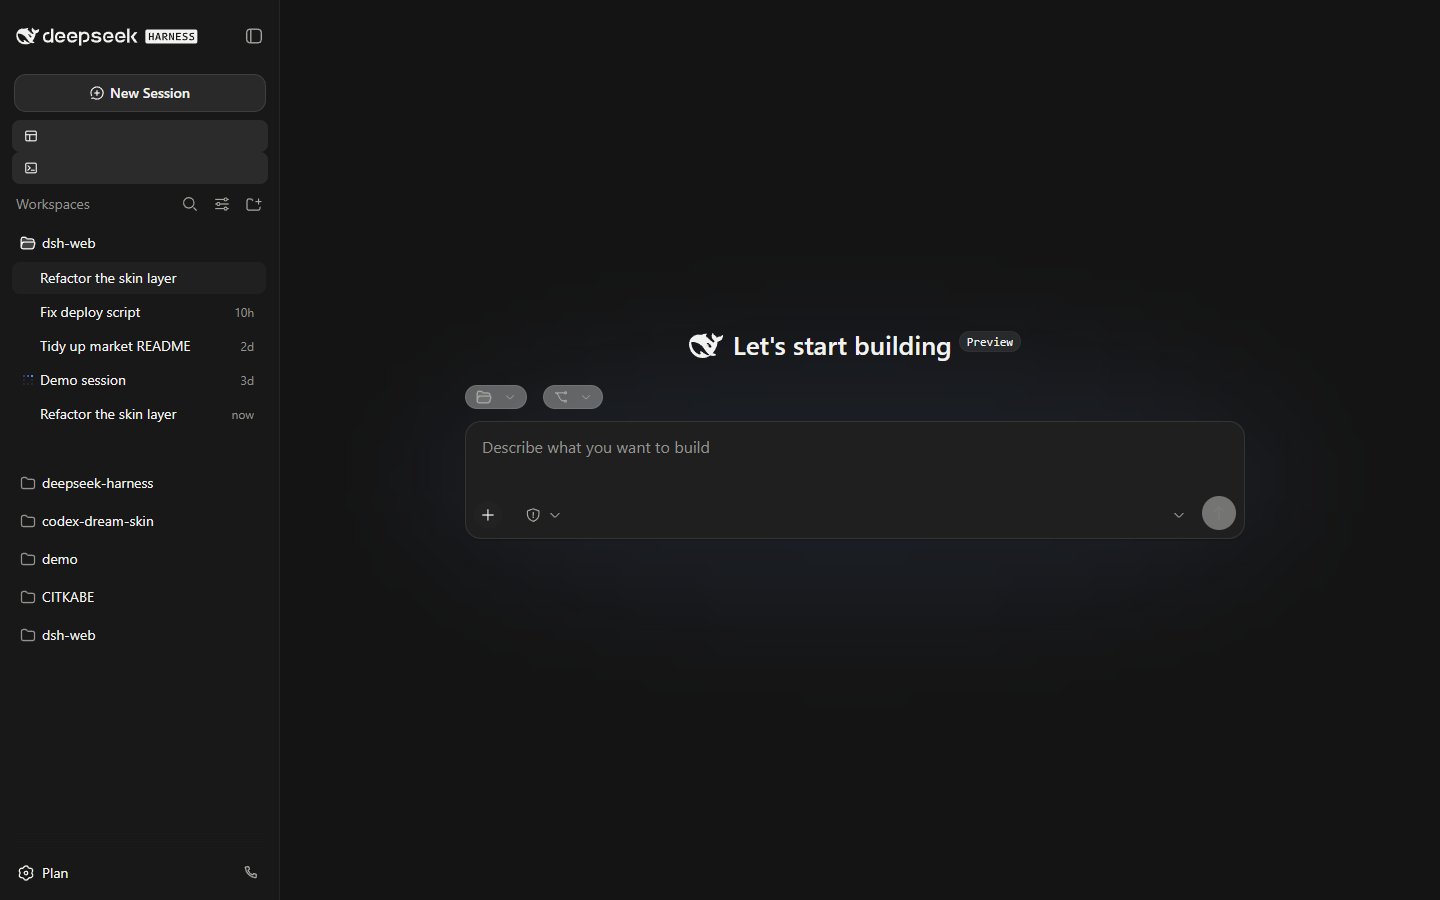 deepseek HARNESS
New Session
Workspaces
dsh-web
Refactor the skin layer
Fix deploy script 10h
Tidy up market README 2d
Demo session 3d
Refactor the skin layer now
deepseek-harness
codex-dream-skin
demo
CITKABE
dsh-web
Plan
Let's start building Preview
Describe what you want to build